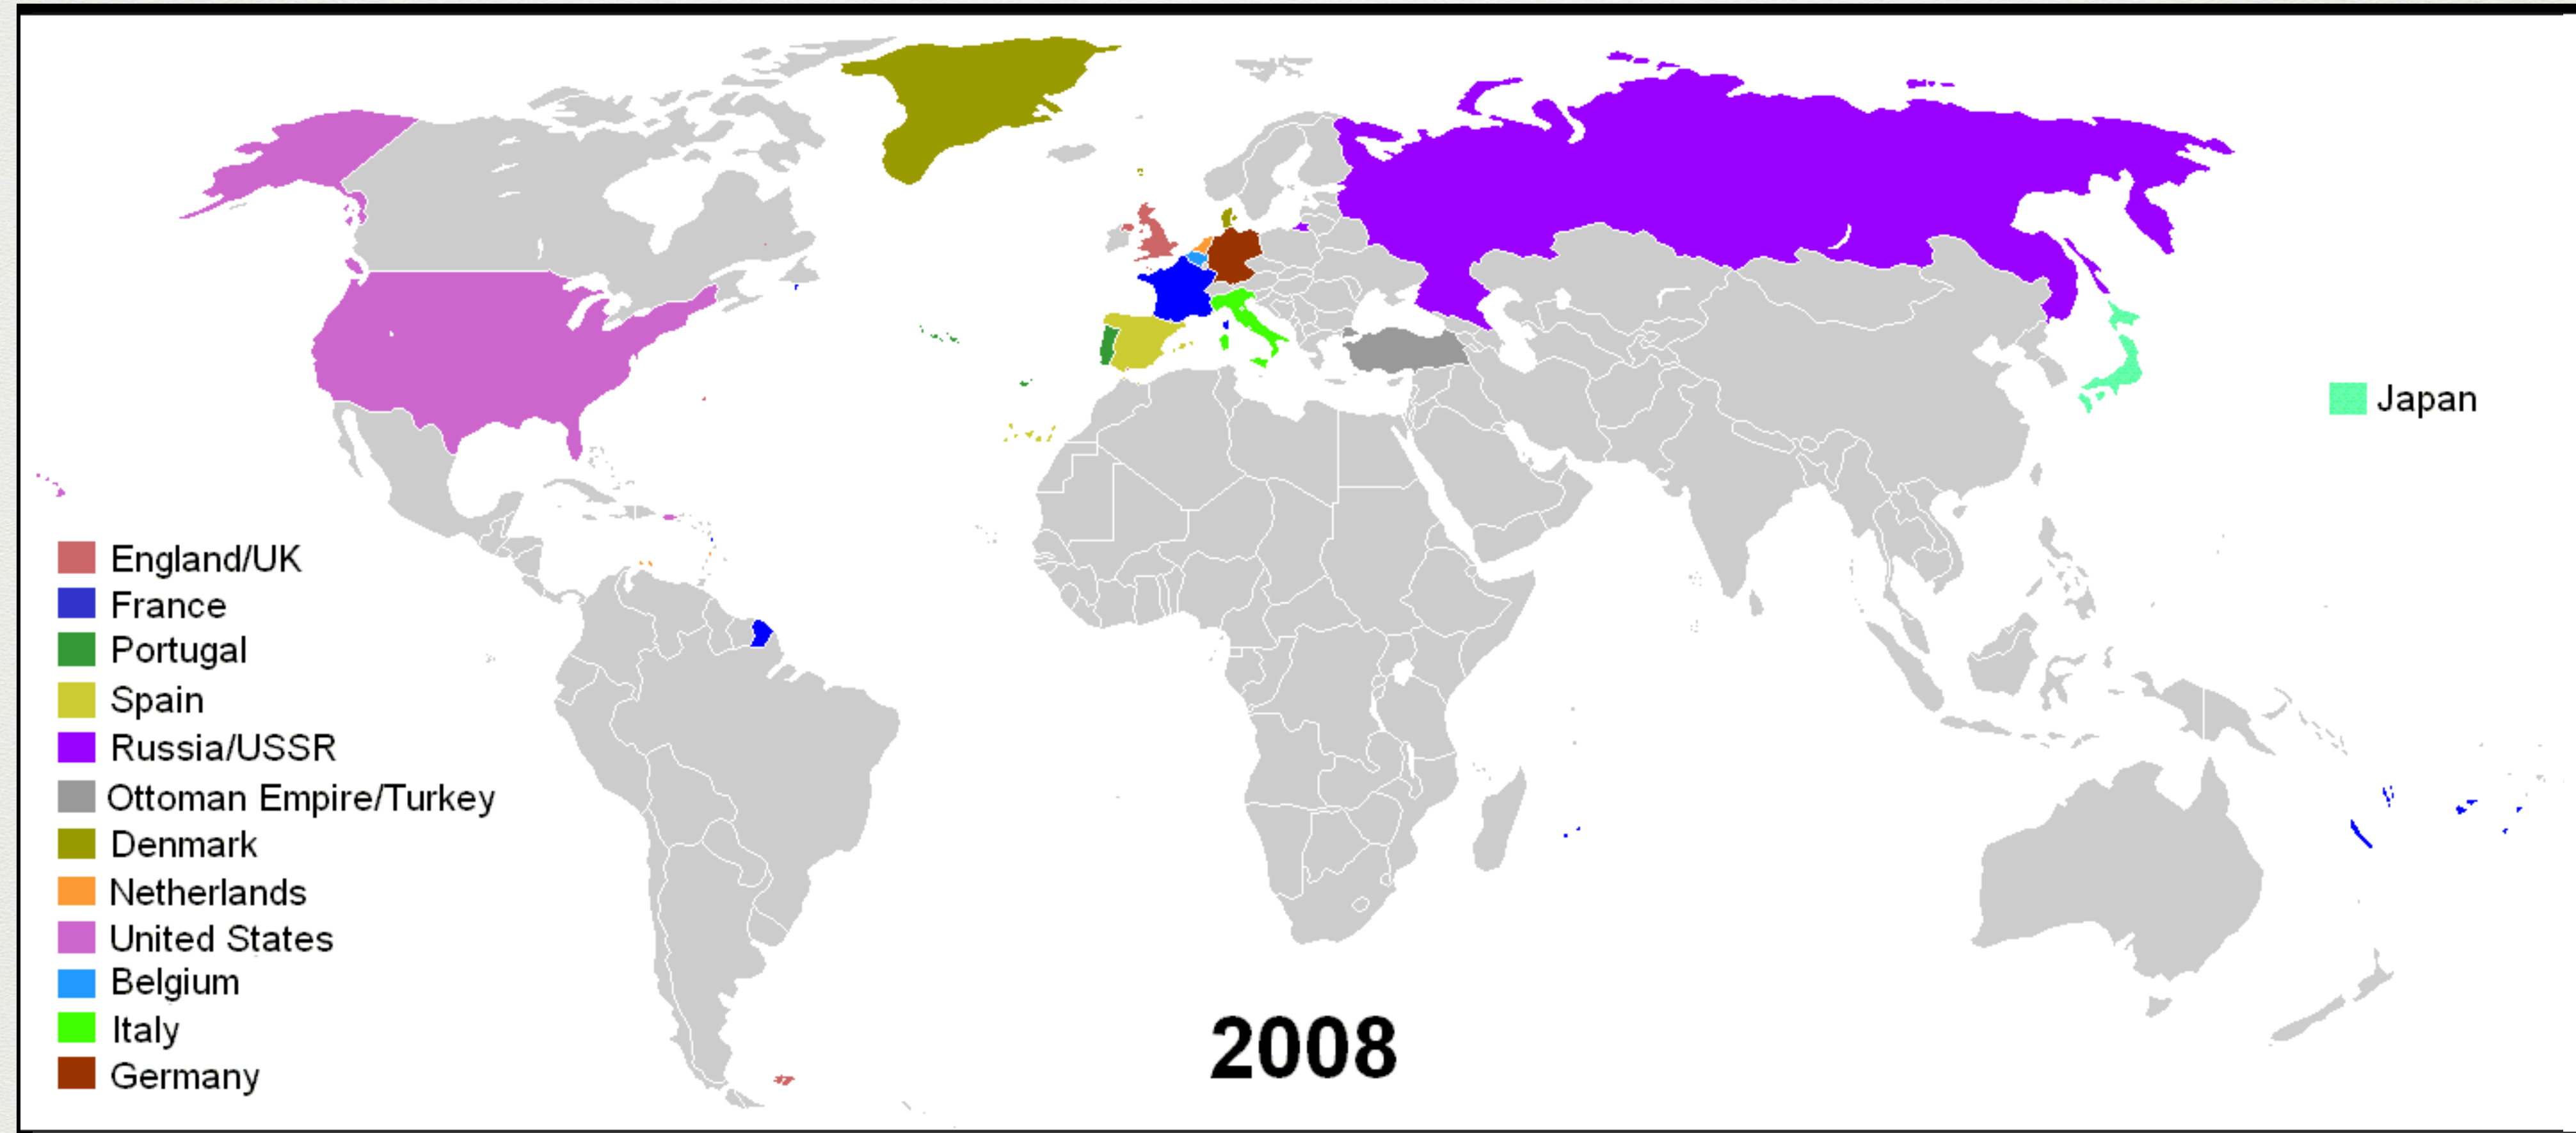 Japan
England/UK
France
Portugal
Spain
Russia/USSR
Ottoman Empire/Turkey
Denmark
Netherlands
United States
Belgium
Italy
Germany
2008